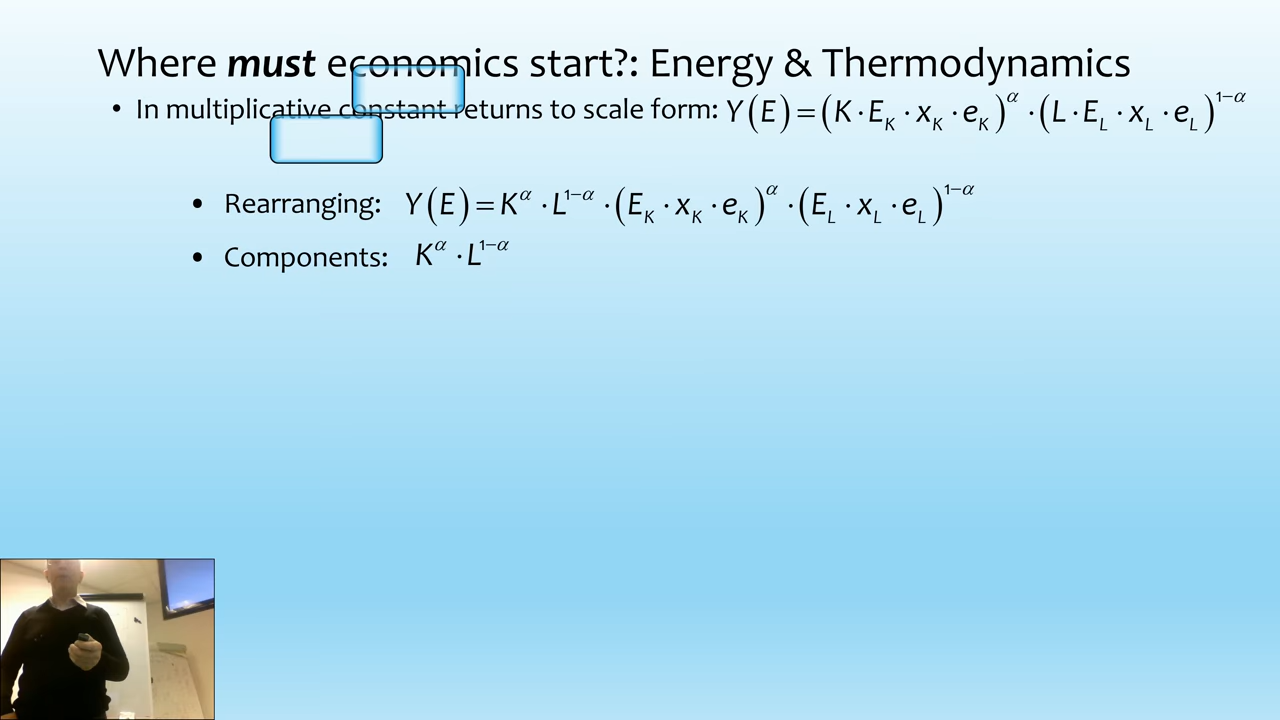 Where must economics start?: Energy & Thermodynamics
• In multiplicative constant returns to scale form: Y(E)=(K·E_K·x_K·e_K)^α·(L·E_L·x_L·e_L)^{1−α}
• Rearranging: Y(E)=K^α·L^{1−α}·(E_K·x_K·e_K)^α·(E_L·x_L·e_L)^{1−α}
• Components: K^α·L^{1−α}